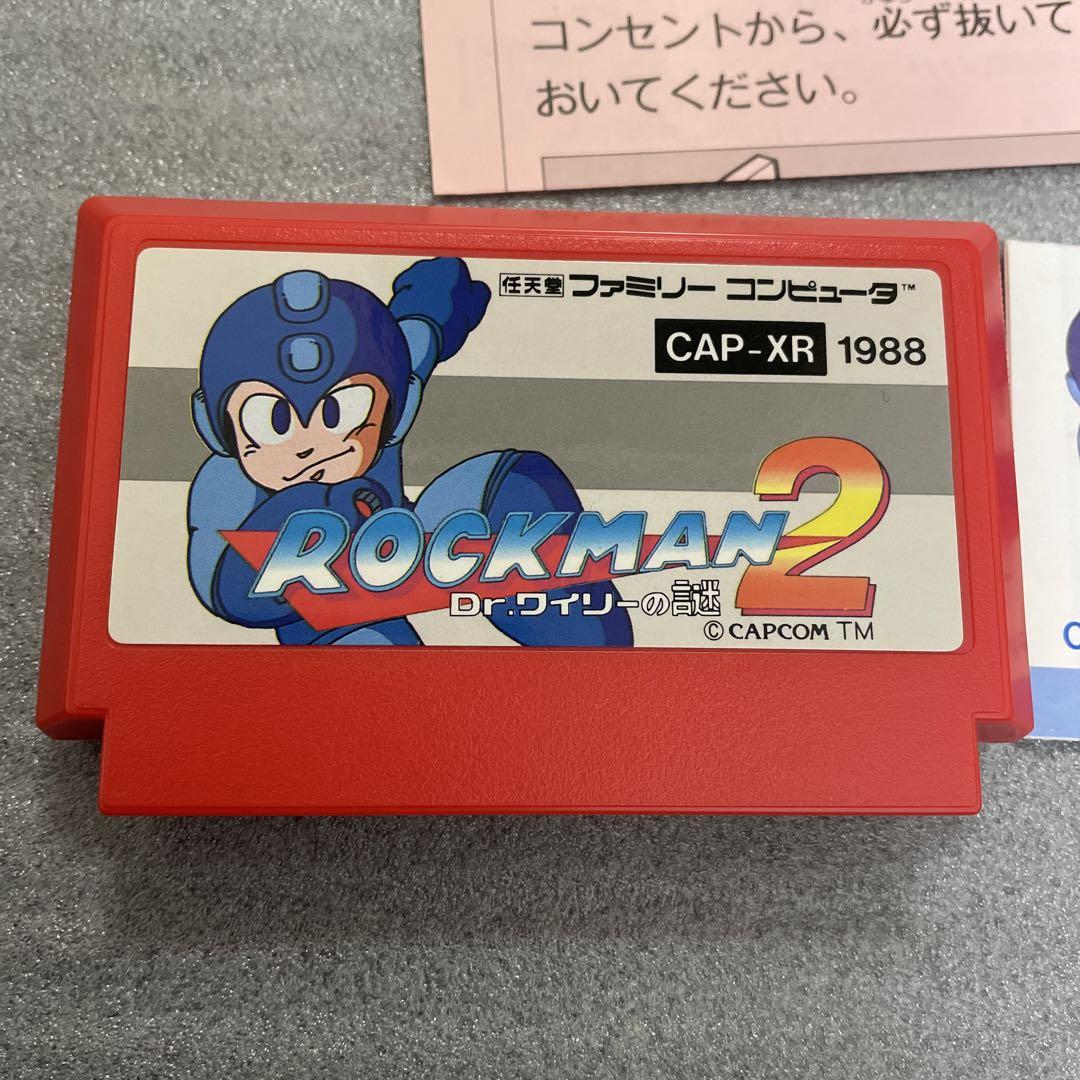 コンセントから、必ず抜いて
おいてください。
任天堂 ファミリー コンピュータ™
CAP-XR 1988
ROCKMAN 2
Dr.ワイリーの謎
© CAPCOM TM